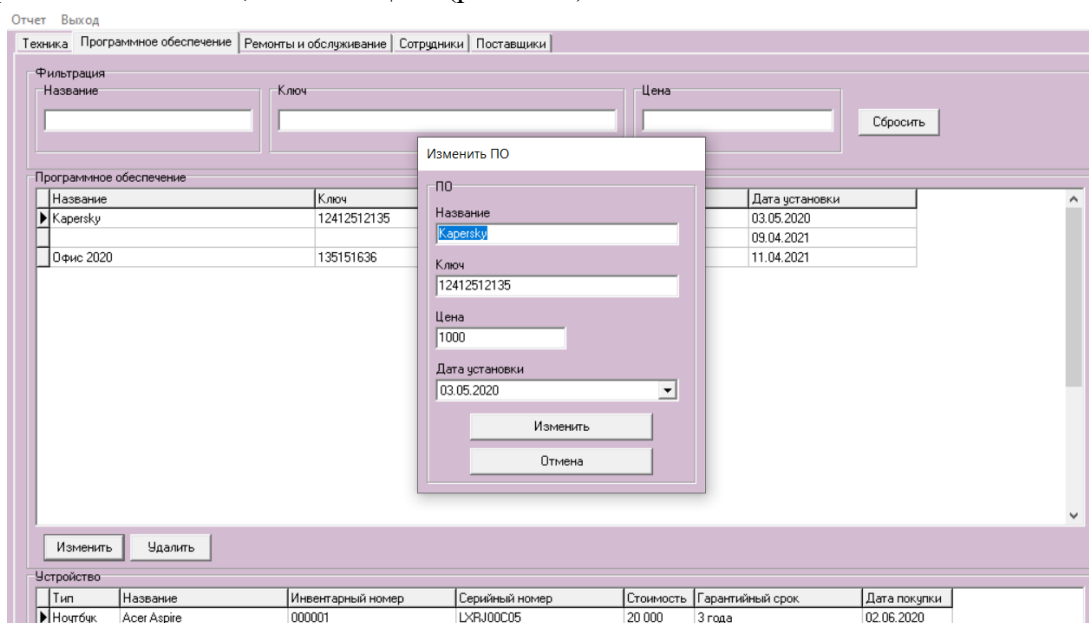 Отчет Выход
Техника Программное обеспечение Ремонты и обслуживание Сотрудники Поставщики
Фильтрация
Название Ключ Цена
Сбросить
Изменить ПО
Программное обеспечение
Название Ключ Дата установки
Kapersky 12412512135 03.05.2020
09.04.2021
Офис 2020 135151636 11.04.2021
ПО
Название
Kapersky
Ключ
12412512135
Цена
1000
Дата установки
03.05.2020
Изменить
Отмена
Изменить Удалить
Устройство
Тип Название Инвентарный номер Серийный номер Стоимость Гарантийный срок Дата покупки
Ноутбук Acer Aspire 000001 LXRJ00C05 20 000 3 года 02.06.2020